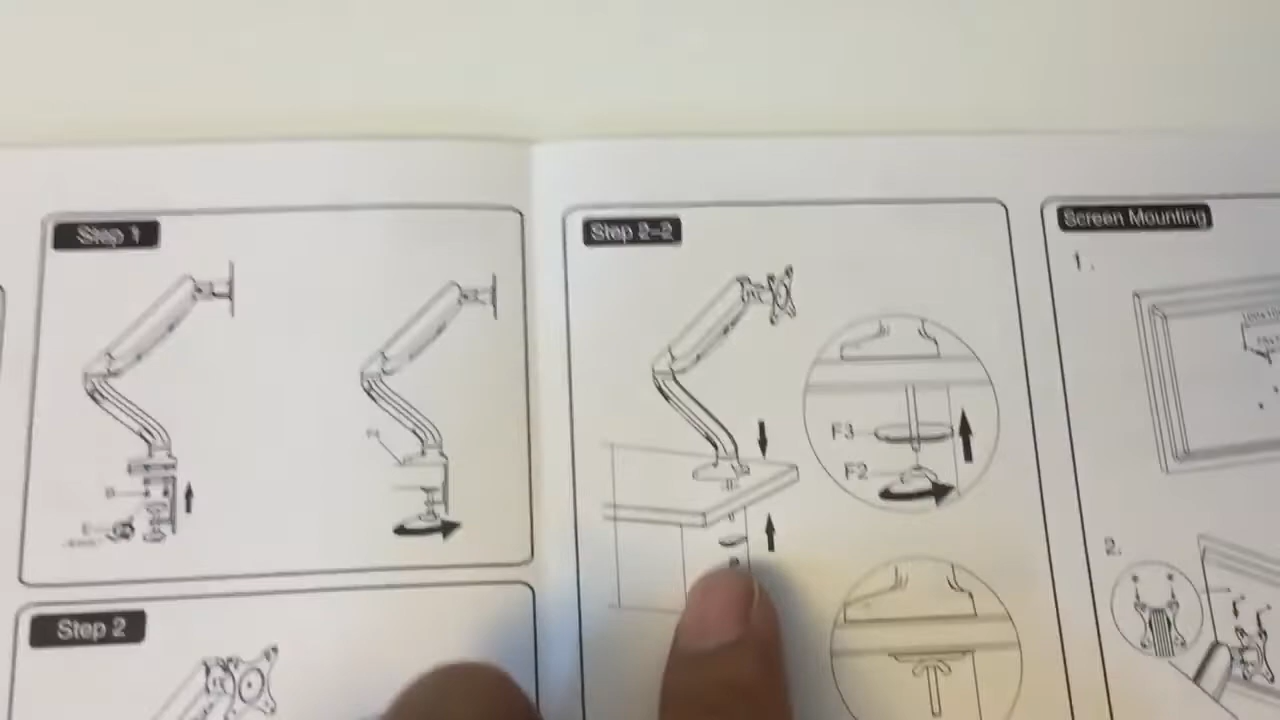 Step 1
Step 2
Step 2-2
F3
F2
Screen Mounting
1.
2.